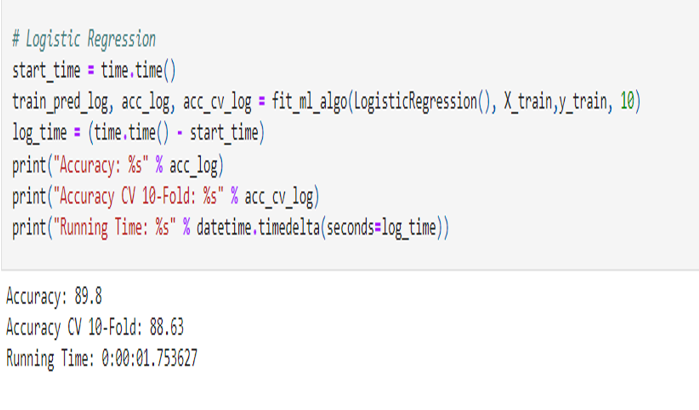 # Logistic Regression
start_time = time.time()
train_pred_log, acc_log, acc_cv_log = fit_ml_algo(LogisticRegression(), X_train,y_train, 10)
log_time = (time.time() - start_time)
print("Accuracy: %s" % acc_log)
print("Accuracy CV 10-Fold: %s" % acc_cv_log)
print("Running Time: %s" % datetime.timedelta(seconds=log_time))
Accuracy: 89.8
Accuracy CV 10-Fold: 88.63
Running Time: 0:00:01.753627